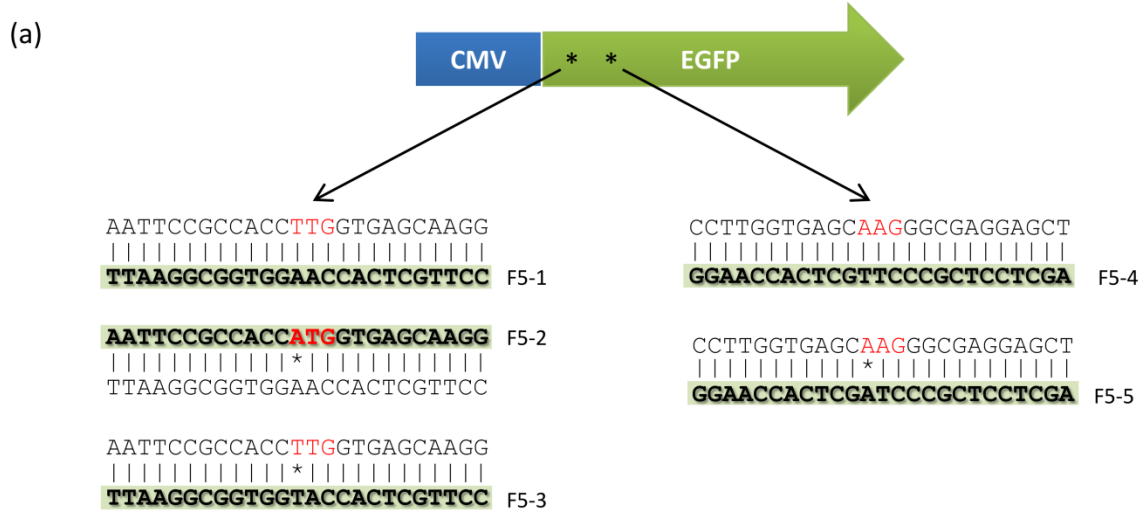 (a)
CMV * * EGFP
AATTCCGCCACCTTGGTGAGCAAGG
TTAAGGCGGTGGAACCACTCGTTCC F5-1
AATTCCGCCACCATGGTGAGCAAGG F5-2
*
TTAAGGCGGTGGAACCACTCGTTCC
AATTCCGCCACCTTGGTGAGCAAGG
*
TTAAGGCGGTGGTACCACTCGTTCC F5-3
CCTTGGTGAGCAAGGGCGAGGAGCT
GGAACCACTCGTTCCCGCTCCTCGA F5-4
CCTTGGTGAGCAAGGGCGAGGAGCT
*
GGAACCACTCGATCCCGCTCCTCGA F5-5